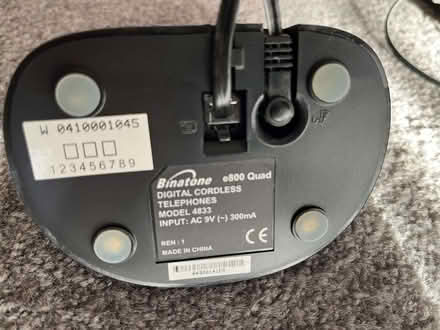 W 0410001045
123456789
Binatone e800 Quad
DIGITAL CORDLESS
TELEPHONES
MODEL 4833
INPUT: AC 9V (~) 300mA
REN : 1
MADE IN CHINA
CE